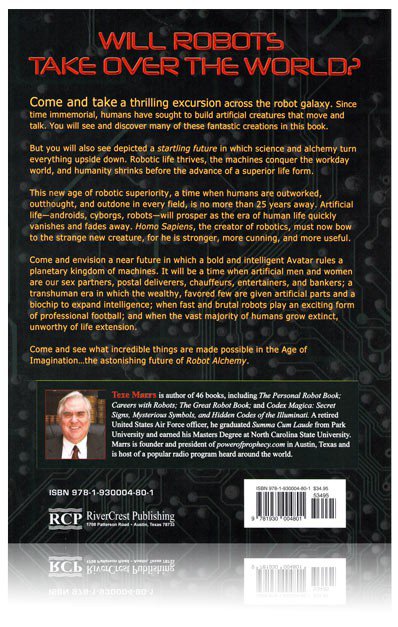 WILL ROBOTS
TAKE OVER THE WORLD?
Come and take a thrilling excursion across the robot galaxy. Since
time immemorial, humans have sought to build artificial creatures that move and
talk. You will see and discover many of these fantastic creations in this book.
But you will also see depicted a startling future in which science and alchemy turn
everything upside down. Robotic life thrives, the machines conquer the workday
world, and humanity shrinks before the advance of a superior life form.
This new age of robotic superiority, a time when humans are outworked,
outthought, and outdone in every field, is no more than 25 years away. Artificial
life—androids, cyborgs, robots—will prosper as the era of human life quickly
vanishes and fades away. Homo Sapiens, the creator of robotics, must now bow
to the strange new creature, for he is stronger, more cunning, and more useful.
Come and envision a near future in which a bold and intelligent Avatar rules a
planetary kingdom of machines. It will be a time when artificial men and women
are our sex partners, postal deliverers, chauffeurs, entertainers, and bankers; a
transhuman era in which the wealthy, favored few are given artificial parts and a
biochip to expand intelligence; when fast and brutal robots play an exciting form
of professional football; and when the vast majority of humans grow extinct,
unworthy of life extension.
Come and see what incredible things are made possible in the Age of
Imagination...the astonishing future of Robot Alchemy.
Texe Marrs is author of 46 books, including The Personal Robot Book;
Careers with Robots; The Great Robot Book; and Codex Magica: Secret
Signs, Mysterious Symbols, and Hidden Codes of the Illuminati. A retired
United States Air Force officer, he graduated Summa Cum Laude from Park
University and earned his Masters Degree at North Carolina State University.
Marrs is founder and president of powerofprophecy.com in Austin, Texas and
is host of a popular radio program heard around the world.
ISBN 978-1-930004-80-1
RCP RiverCrest Publishing
1708 Patterson Road • Austin, Texas 78733
ISBN 978-1-930004-80-1 $34.95
53495
9 781930 004801